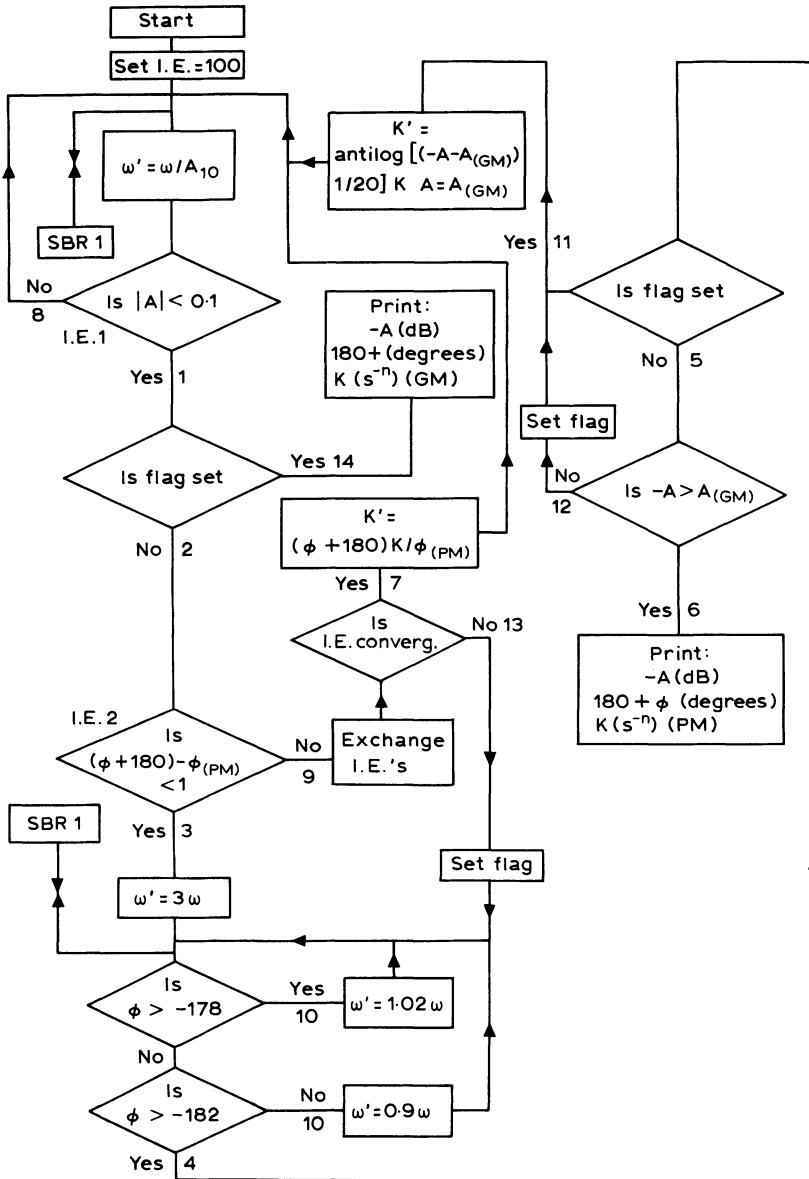 Start
Set I.E.=100
ω' = ω/A₁₀
SBR 1
No
8
Is |A| < 0·1
I.E.1
Yes 1
Is flag set
Yes 14
Print:
-A (dB)
180+ (degrees)
K (s⁻ⁿ) (GM)
No 2
K' =
antilog [(-A-A(GM))
1/20] K A=A(GM)
K' =
(φ +180) K/φ(PM)
Yes 7
Is
I.E. converg.
No 13
Exchange
I.E.'s
I.E.2
Is
(φ+180)-φ(PM)
<1
No
9
Yes 3
SBR 1
ω' = 3ω
Set flag
Is
φ > -178
Yes
10
ω' = 1·02 ω
No
Is
φ > -182
No
10
ω'= 0·9 ω
Yes 4
Yes 11
Is flag set
No 5
Set flag
No
12
Is -A > A(GM)
Yes 6
Print:
-A (dB)
180 + φ (degrees)
K (s⁻ⁿ) (PM)